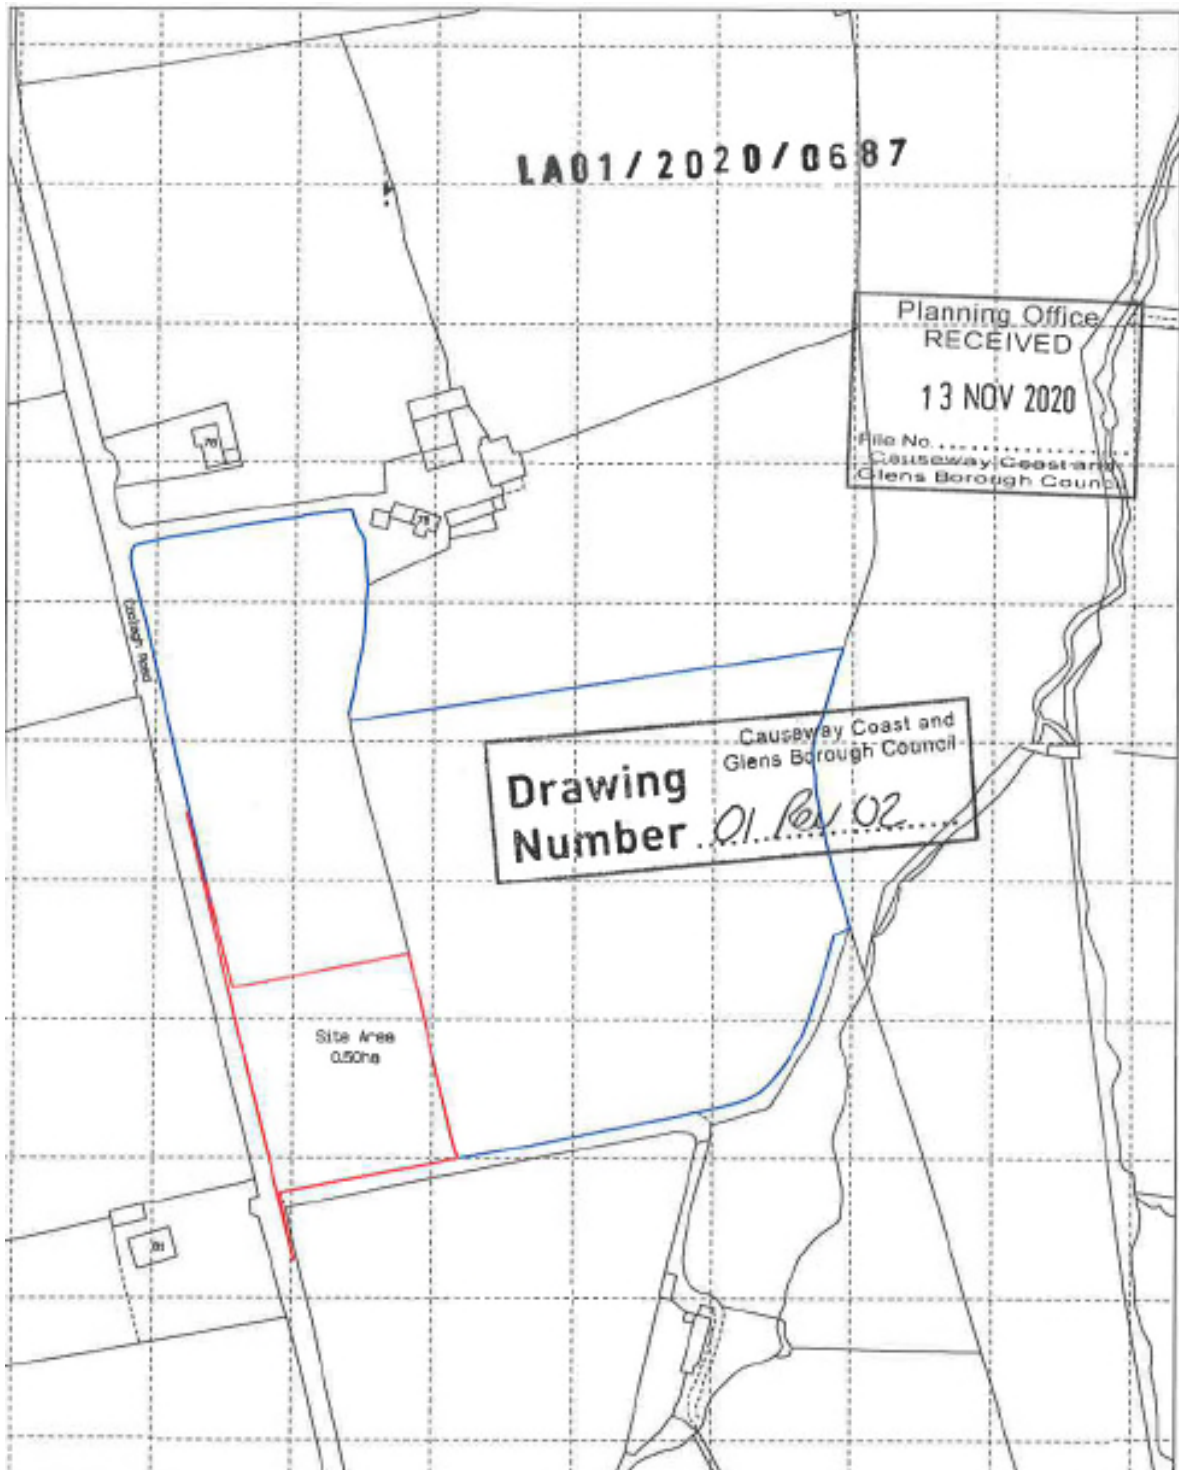 LA01/2020/0687
Planning Office
RECEIVED
13 NOV 2020
File No.
Causeway Coast and
Glens Borough Council
Causeway Coast and
Glens Borough Council
Drawing
Number 01 Rev 02
Site Area
0.50ha